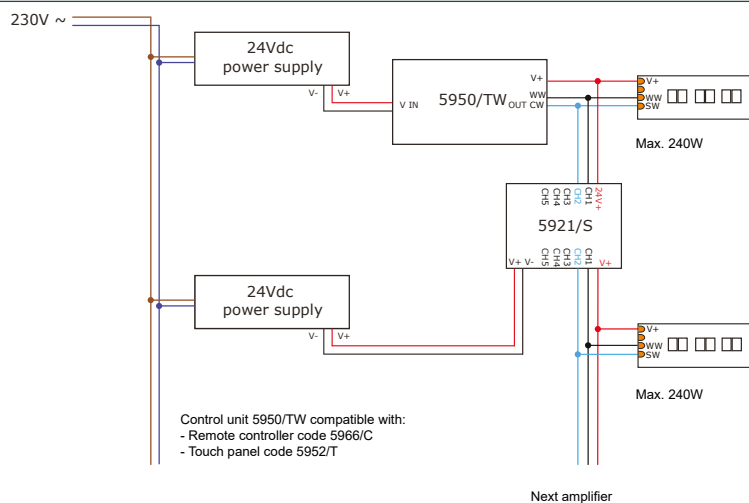 230V ~
24Vdc
power supply
V- V+
V IN
5950/TW
V+
WW
OUT CW
V+
WW
SW
Max. 240W
CH5
CH4
CH3
CH2
CH1
24V+
5921/S
V+ V-
CH5
CH4
CH3
CH2
CH1
V+
24Vdc
power supply
V- V+
V+
WW
SW
Max. 240W
Control unit 5950/TW compatible with:
- Remote controller code 5966/C
- Touch panel code 5952/T
Next amplifier